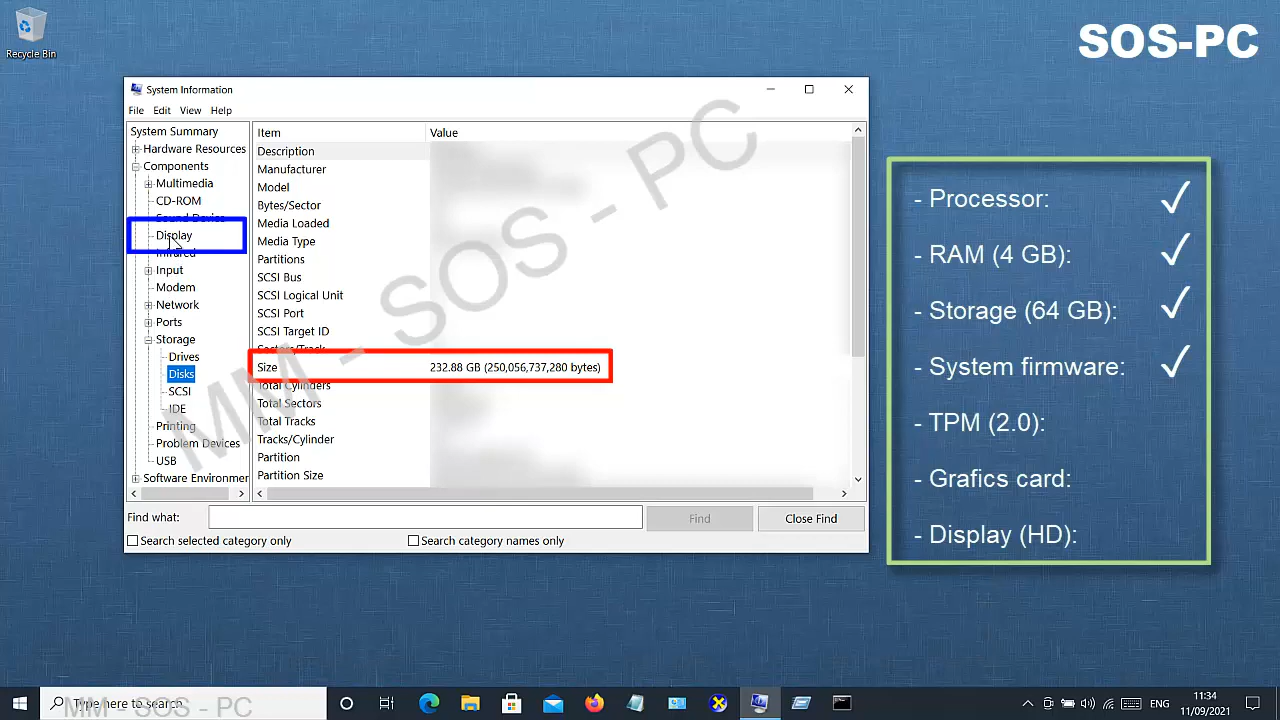 Recycle Bin
SOS-PC
System Information
File Edit View Help
System Summary
Hardware Resources
Components
Multimedia
CD-ROM
Sound Device
Display
Infrared
Input
Modem
Network
Ports
Storage
Drives
Disks
SCSI
IDE
Printing
Problem Devices
USB
Software Environmen
Item Value
Description
Manufacturer
Model
Bytes/Sector
Media Loaded
Media Type
Partitions
SCSI Bus
SCSI Logical Unit
SCSI Port
SCSI Target ID
Sectors/Track
Size 232.88 GB (250,056,737,280 bytes)
Total Cylinders
Total Sectors
Total Tracks
Tracks/Cylinder
Partition
Partition Size
MM - SOS - PC
Find what:
Find
Close Find
Search selected category only
Search category names only
- Processor: ✓
- RAM (4 GB): ✓
- Storage (64 GB): ✓
- System firmware: ✓
- TPM (2.0):
- Grafics card:
- Display (HD):
Type here to search
MM - SOS - PC
ENG
11:34
11/09/2021